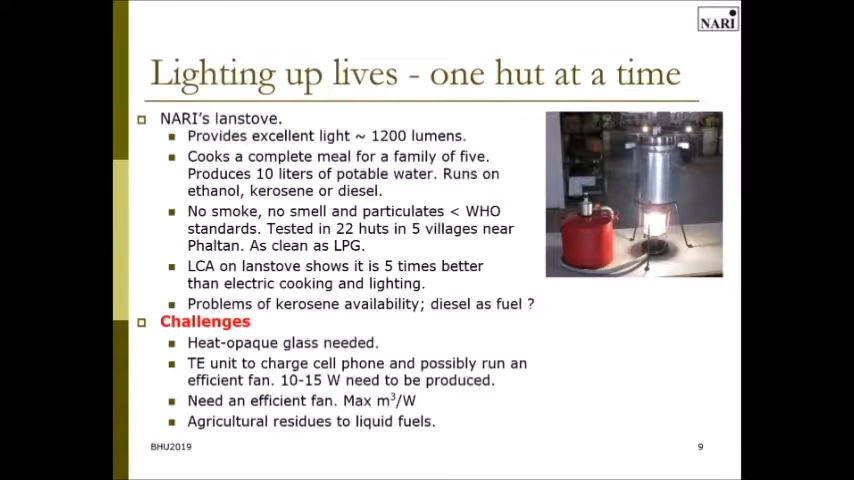 NARI
Lighting up lives - one hut at a time
NARI's lanstove.
Provides excellent light ~ 1200 lumens.
Cooks a complete meal for a family of five.
Produces 10 liters of potable water. Runs on
ethanol, kerosene or diesel.
No smoke, no smell and particulates < WHO
standards. Tested in 22 huts in 5 villages near
Phaltan. As clean as LPG.
LCA on lanstove shows it is 5 times better
than electric cooking and lighting.
Problems of kerosene availability; diesel as fuel ?
Challenges
Heat-opaque glass needed.
TE unit to charge cell phone and possibly run an
efficient fan. 10-15 W need to be produced.
Need an efficient fan. Max m³/W
Agricultural residues to liquid fuels.
BHU2019
9